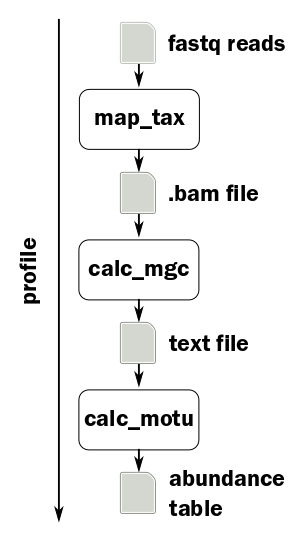 fastq reads
map_tax
.bam file
profile
calc_mgc
text file
calc_motu
abundance
table